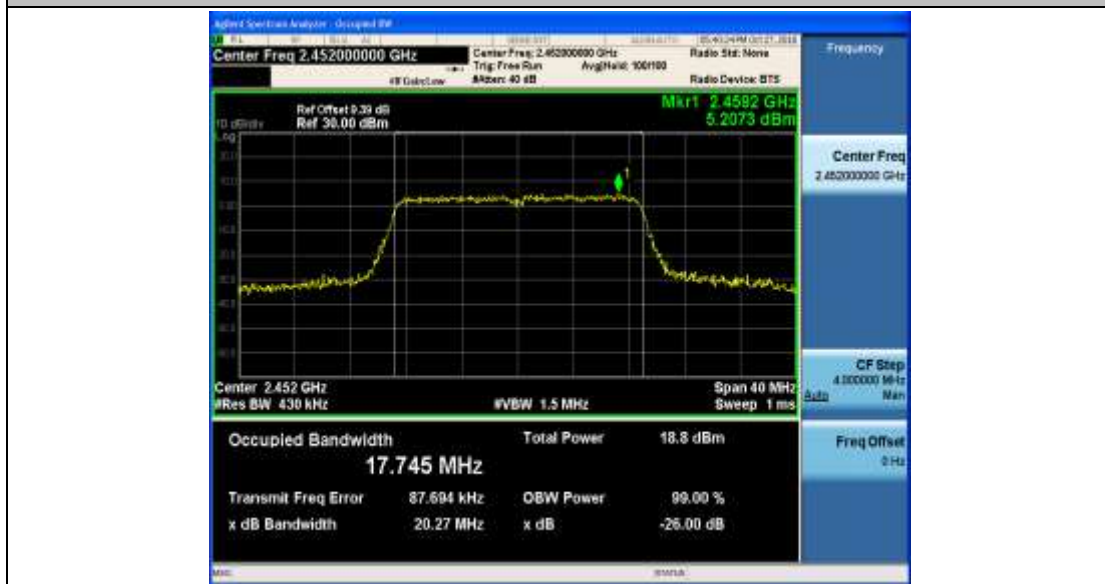 Agilent Spectrum Analyzer - Occupied BW
Center Freq 2.452000000 GHz
Center Freq: 2.452000000 GHz
Trig: Free Run
Avg|Hold: 100/100
#IFGain:Low
#Atten: 40 dB
Radio Std: None
Radio Device: BTS
Frequency
Ref Offset 9.39 dB
Ref 30.00 dBm
10 dB/div
Log
Mkr1 2.4592 GHz
5.2073 dBm
1
Center Freq
2.452000000 GHz
Center 2.452 GHz
Span 40 MHz
#Res BW 430 kHz
#VBW 1.5 MHz
Sweep 1 ms
CF Step
4.000000 MHz
Auto Man
Occupied Bandwidth
17.745 MHz
Total Power 18.8 dBm
Freq Offset
0 Hz
Transmit Freq Error 87.694 kHz OBW Power 99.00 %
x dB Bandwidth 20.27 MHz x dB -26.00 dB
MSG
STATUS